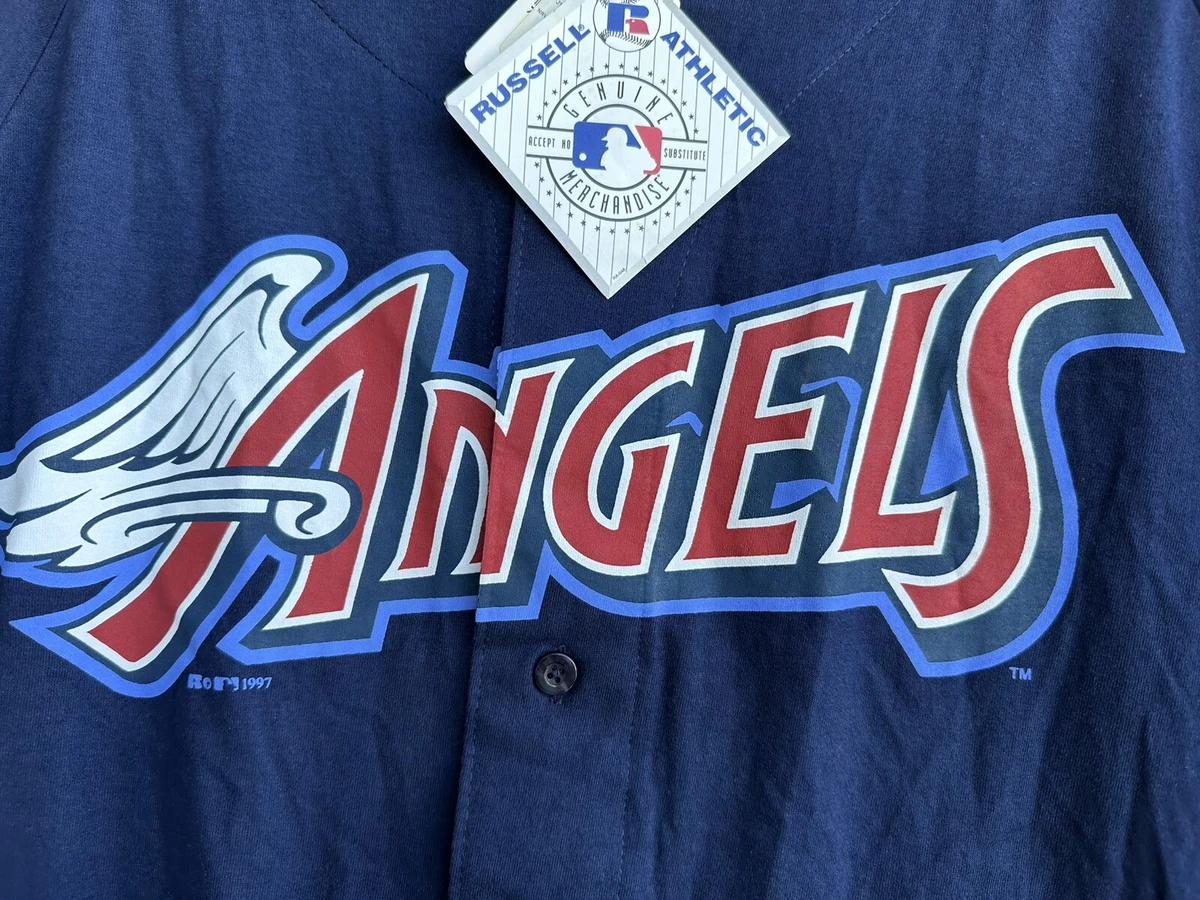 RUSSELL® ATHLETIC
GENUINE
ACCEPT NO SUBSTITUTE
MERCHANDISE
ANGELS
1997
TM